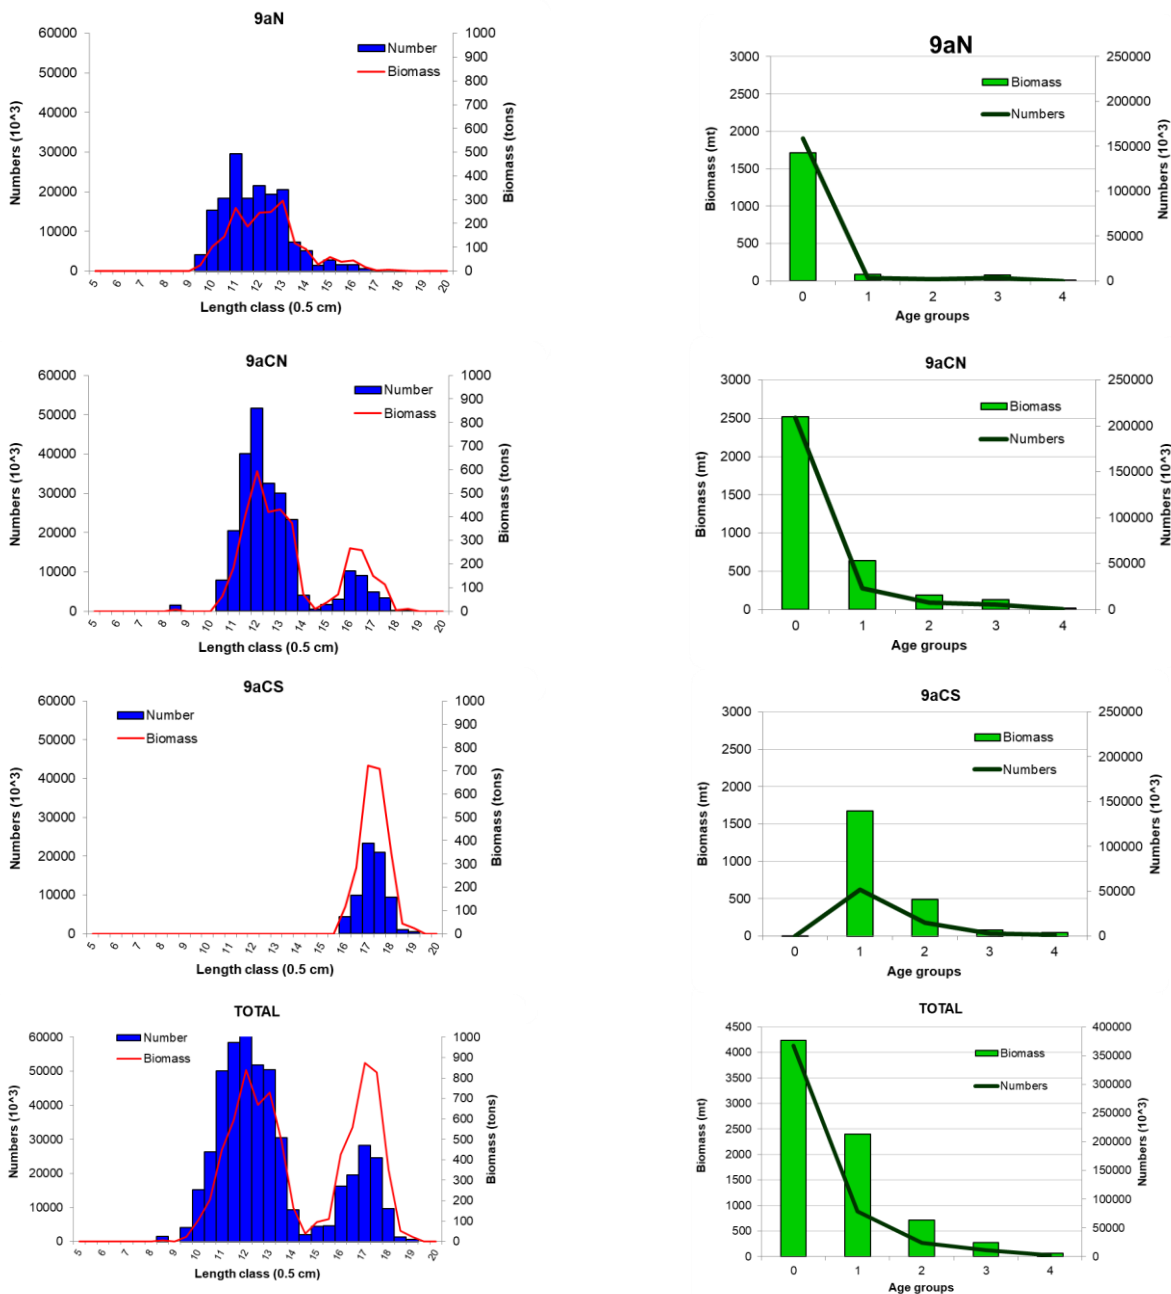 9aN
60000
50000
40000
30000
20000
10000
0
1000
900
800
700
600
500
400
300
200
100
0
Numbers (10^3)
Biomass (tons)
Number
Biomass
5 6 7 8 9 10 11 12 13 14 15 16 17 18 19 20
Length class (0.5 cm)
9aN
3000
2500
2000
1500
1000
500
0
250000
200000
150000
100000
50000
0
Biomass (mt)
Numbers (10^3)
Biomass
Numbers
0 1 2 3 4
Age groups
9aCN
60000
50000
40000
30000
20000
10000
0
1000
900
800
700
600
500
400
300
200
100
0
Numbers (10^3)
Biomass (tons)
Number
Biomass
5 6 7 8 9 10 11 12 13 14 15 16 17 18 19 20
Length class (0.5 cm)
9aCN
3000
2500
2000
1500
1000
500
0
250000
200000
150000
100000
50000
0
Biomass (mt)
Numbers (10^3)
Biomass
Numbers
0 1 2 3 4
Age groups
9aCS
60000
50000
40000
30000
20000
10000
0
1000
900
800
700
600
500
400
300
200
100
0
Numbers (10^3)
Biomass (tons)
Number
Biomass
5 6 7 8 9 10 11 12 13 14 15 16 17 18 19 20
Length class (0.5 cm)
9aCS
3000
2500
2000
1500
1000
500
0
250000
200000
150000
100000
50000
0
Biomass (mt)
Numbers (10^3)
Biomass
Numbers
0 1 2 3 4
Age groups
TOTAL
60000
50000
40000
30000
20000
10000
0
1000
900
800
700
600
500
400
300
200
100
0
Numbers (10^3)
Biomass (tons)
Number
Biomass
5 6 7 8 9 10 11 12 13 14 15 16 17 18 19 20
Length class (0.5 cm)
TOTAL
4500
4000
3500
3000
2500
2000
1500
1000
500
0
400000
350000
300000
250000
200000
150000
100000
50000
0
Biomass (mt)
Numbers (10^3)
Biomass
Numbers
0 1 2 3 4
Age groups